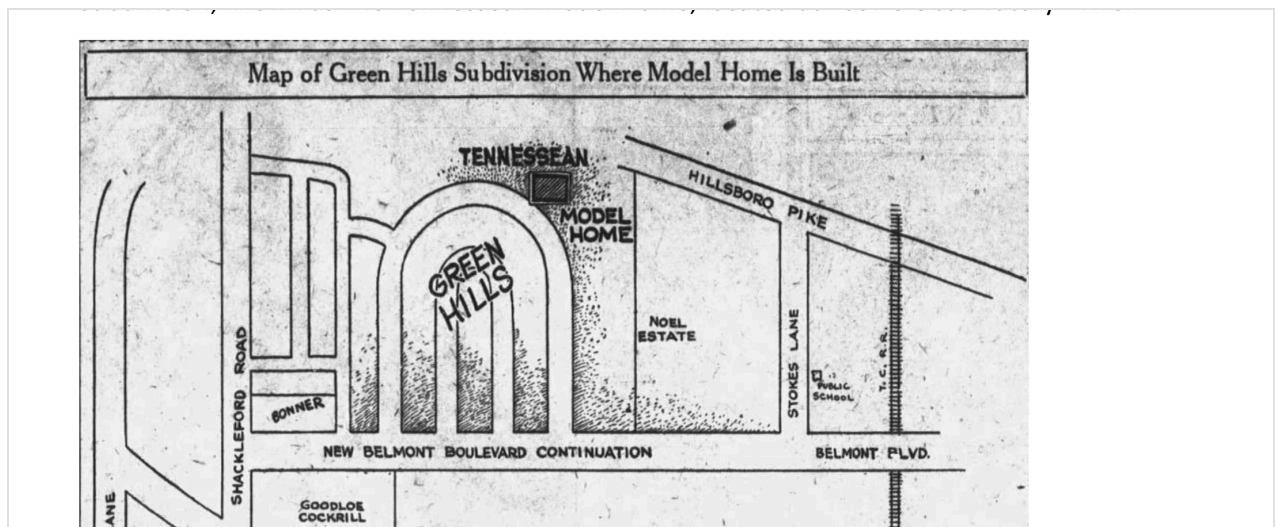 Map of Green Hills Subdivision Where Model Home Is Built
TENNESSEAN
MODEL
HOME
HILLSBORO PIKE
GREEN
HILLS
NOEL
ESTATE
STOKES LANE
T.C.R.R.
PUBLIC
SCHOOL
SHACKLEFORD ROAD
BONNER
NEW BELMONT BOULEVARD CONTINUATION
BELMONT BLVD.
GOODLOE
COCKRILL